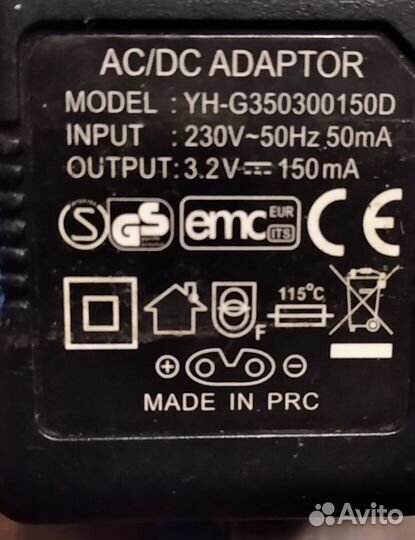 AC/DC ADAPTOR
MODEL : YH-G350300150D
INPUT : 230V~50Hz 50mA
OUTPUT:3.2V⎓150mA
S GS emc EUR ITS CE
F 115°C
+ -
MADE IN PRC
Avito